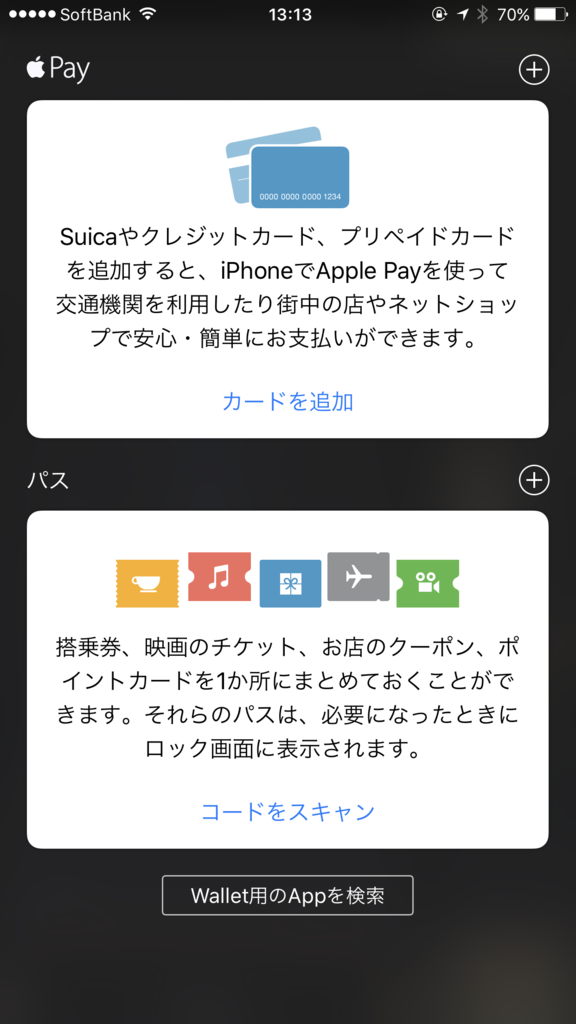 SoftBank 13:13 70%
Pay
0000 0000 0000 1234
Suicaやクレジットカード、プリペイドカード
を追加すると、iPhoneでApple Payを使って
交通機関を利用したり街中の店やネットショッ
プで安心・簡単にお支払いができます。
カードを追加
パス
搭乗券、映画のチケット、お店のクーポン、ポ
イントカードを1か所にまとめておくことがで
きます。それらのパスは、必要になったときに
ロック画面に表示されます。
コードをスキャン
Wallet用のAppを検索